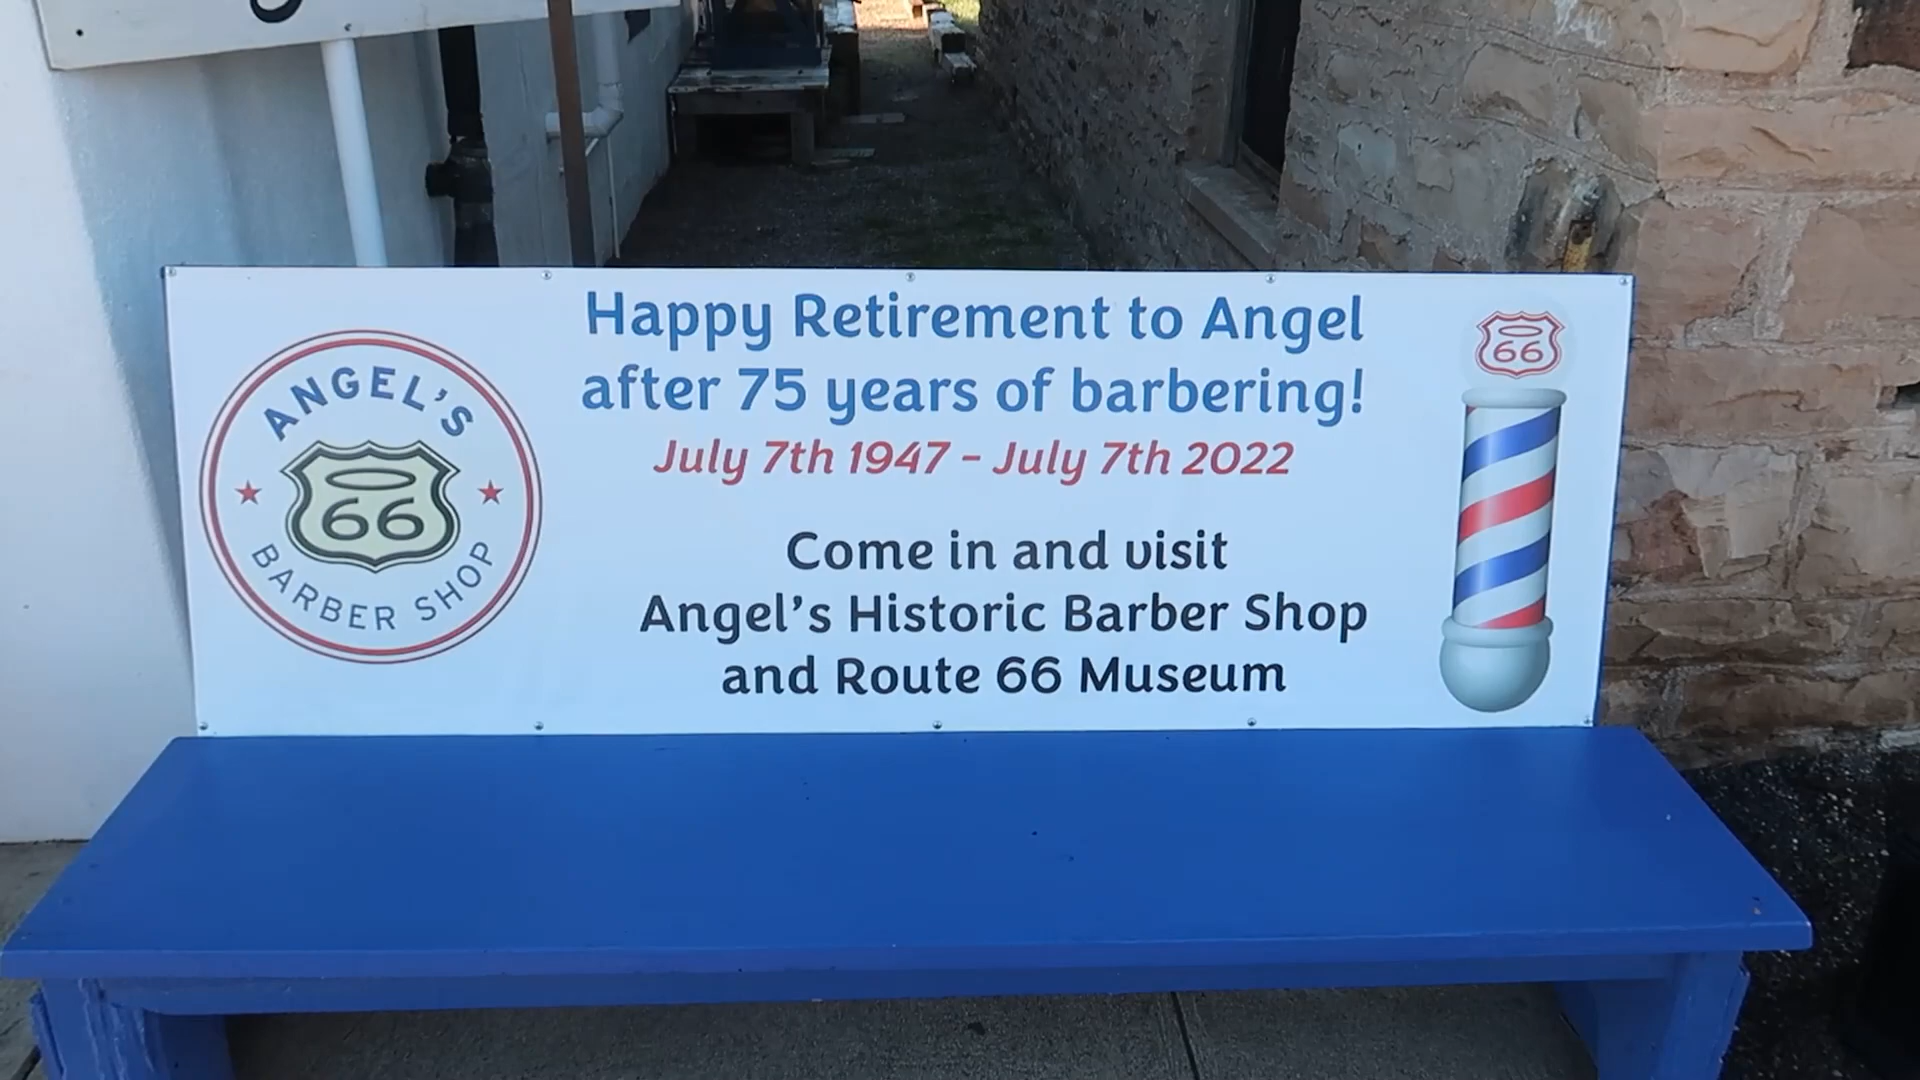 ANGEL'S
66
BARBER SHOP
Happy Retirement to Angel
after 75 years of barbering!
July 7th 1947 - July 7th 2022
Come in and visit
Angel's Historic Barber Shop
and Route 66 Museum
66